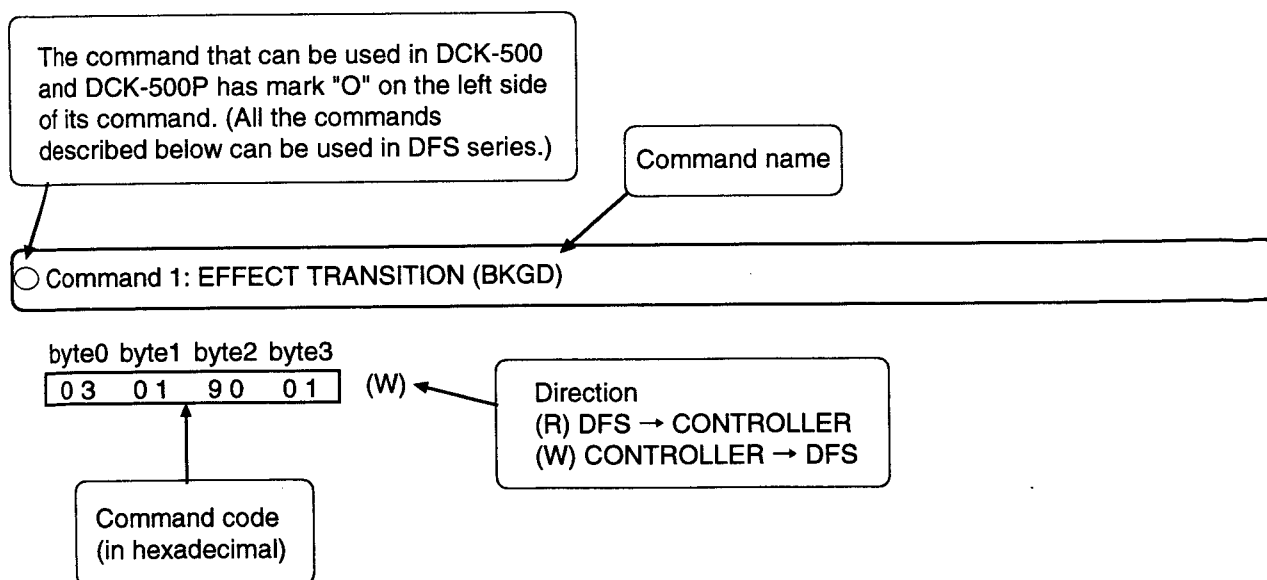 The command that can be used in DCK-500
and DCK-500P has mark "O" on the left side
of its command. (All the commands
described below can be used in DFS series.)
Command name
○ Command 1: EFFECT TRANSITION (BKGD)
byte0 byte1 byte2 byte3
03 01 90 01 (W)
Direction
(R) DFS → CONTROLLER
(W) CONTROLLER → DFS
Command code
(in hexadecimal)